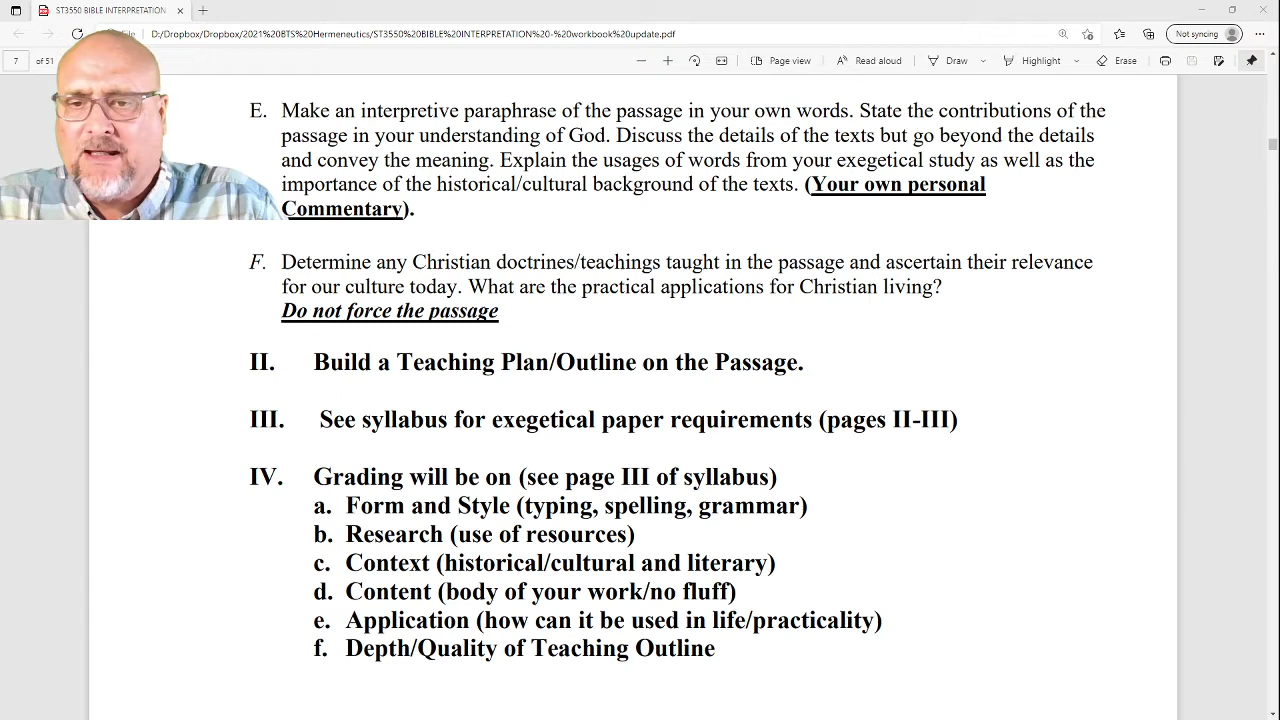 ST3550 BIBLE INTERPRETATION
File
D:/Dropbox/Dropbox/2021%20BTS%20Hermeneutics/ST3550%20BIBLE%20INTERPRETATION%20-%20workbook%20update.pdf
Not syncing
7 of 51
Page view
Read aloud
Draw
Highlight
Erase
E. Make an interpretive paraphrase of the passage in your own words. State the contributions of the
passage in your understanding of God. Discuss the details of the texts but go beyond the details
and convey the meaning. Explain the usages of words from your exegetical study as well as the
importance of the historical/cultural background of the texts. (Your own personal
Commentary).
F. Determine any Christian doctrines/teachings taught in the passage and ascertain their relevance
for our culture today. What are the practical applications for Christian living?
Do not force the passage
II. Build a Teaching Plan/Outline on the Passage.
III. See syllabus for exegetical paper requirements (pages II-III)
IV. Grading will be on (see page III of syllabus)
a. Form and Style (typing, spelling, grammar)
b. Research (use of resources)
c. Context (historical/cultural and literary)
d. Content (body of your work/no fluff)
e. Application (how can it be used in life/practicality)
f. Depth/Quality of Teaching Outline